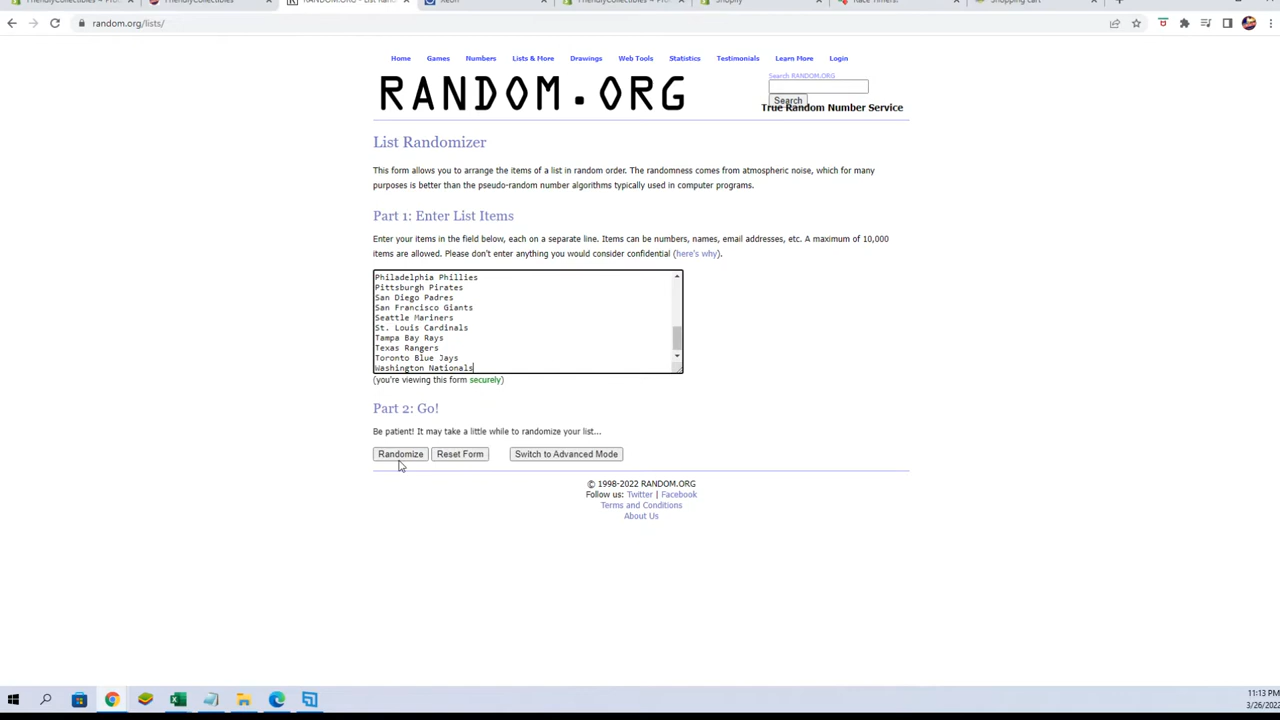 random.org/lists/
Home Games Numbers Lists & More Drawings Web Tools Statistics Testimonials Learn More Login
Search RANDOM.ORG
RANDOM.ORG
Search
True Random Number Service
List Randomizer
This form allows you to arrange the items of a list in random order. The randomness comes from atmospheric noise, which for many
purposes is better than the pseudo-random number algorithms typically used in computer programs.
Part 1: Enter List Items
Enter your items in the field below, each on a separate line. Items can be numbers, names, email addresses, etc. A maximum of 10,000
items are allowed. Please don't enter anything you would consider confidential (here's why).
Philadelphia Phillies
Pittsburgh Pirates
San Diego Padres
San Francisco Giants
Seattle Mariners
St. Louis Cardinals
Tampa Bay Rays
Texas Rangers
Toronto Blue Jays
Washington Nationals
(you're viewing this form securely)
Part 2: Go!
Be patient! It may take a little while to randomize your list...
Randomize Reset Form Switch to Advanced Mode
© 1998-2022 RANDOM.ORG
Follow us: Twitter | Facebook
Terms and Conditions
About Us
11:13 PM